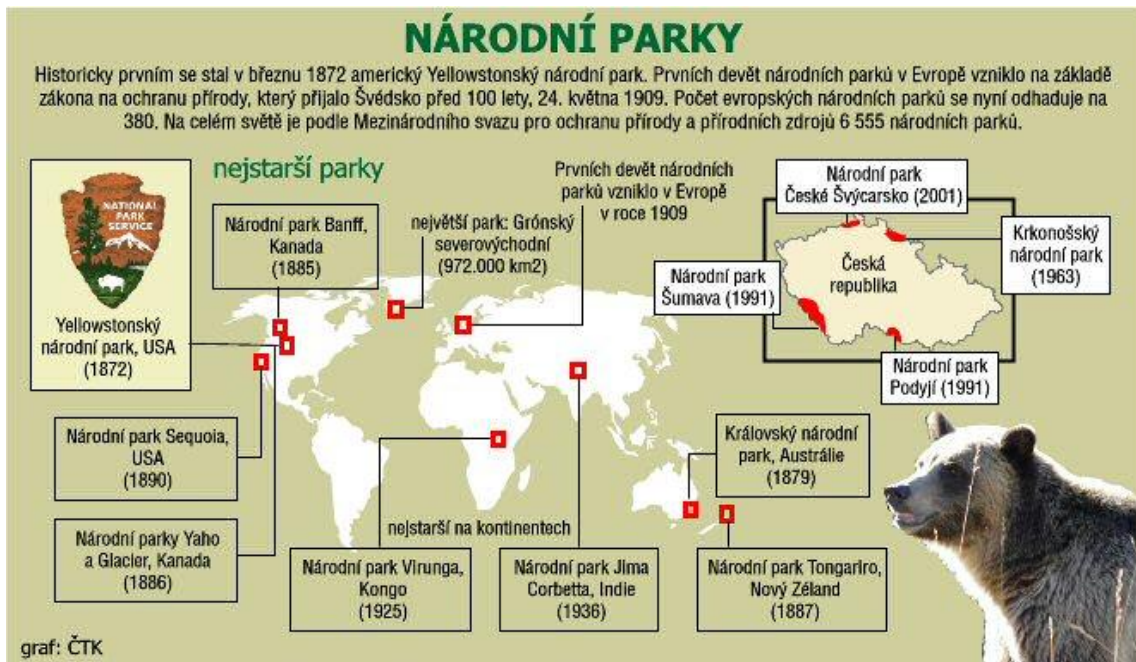 NÁRODNÍ PARKY
Historicky prvním se stal v březnu 1872 americký Yellowstonský národní park. Prvních devět národních parků v Evropě vzniklo na základě
zákona na ochranu přírody, který přijalo Švédsko před 100 lety, 24. května 1909. Počet evropských národních parků se nyní odhaduje na
380. Na celém světě je podle Mezinárodního svazu pro ochranu přírody a přírodních zdrojů 6 555 národních parků.
nejstarší parky
NATIONAL
PARK
SERVICE
Yellowstonský
národní park, USA
(1872)
Národní park Banff,
Kanada
(1885)
největší park: Grónský
severovýchodní
(972.000 km2)
Prvních devět národních
parků vzniklo v Evropě
v roce 1909
Národní park
České Švýcarsko (2001)
Krkonošský
národní park
(1963)
Česká
republika
Národní park
Šumava (1991)
Národní park
Podyjí (1991)
Národní park Sequoia,
USA
(1890)
Národní parky Yaho
a Glacier, Kanada
(1886)
nejstarší na kontinentech
Národní park Virunga,
Kongo
(1925)
Národní park Jima
Corbetta, Indie
(1936)
Královský národní
park, Austrálie
(1879)
Národní park Tongariro,
Nový Zéland
(1887)
graf: ČTK